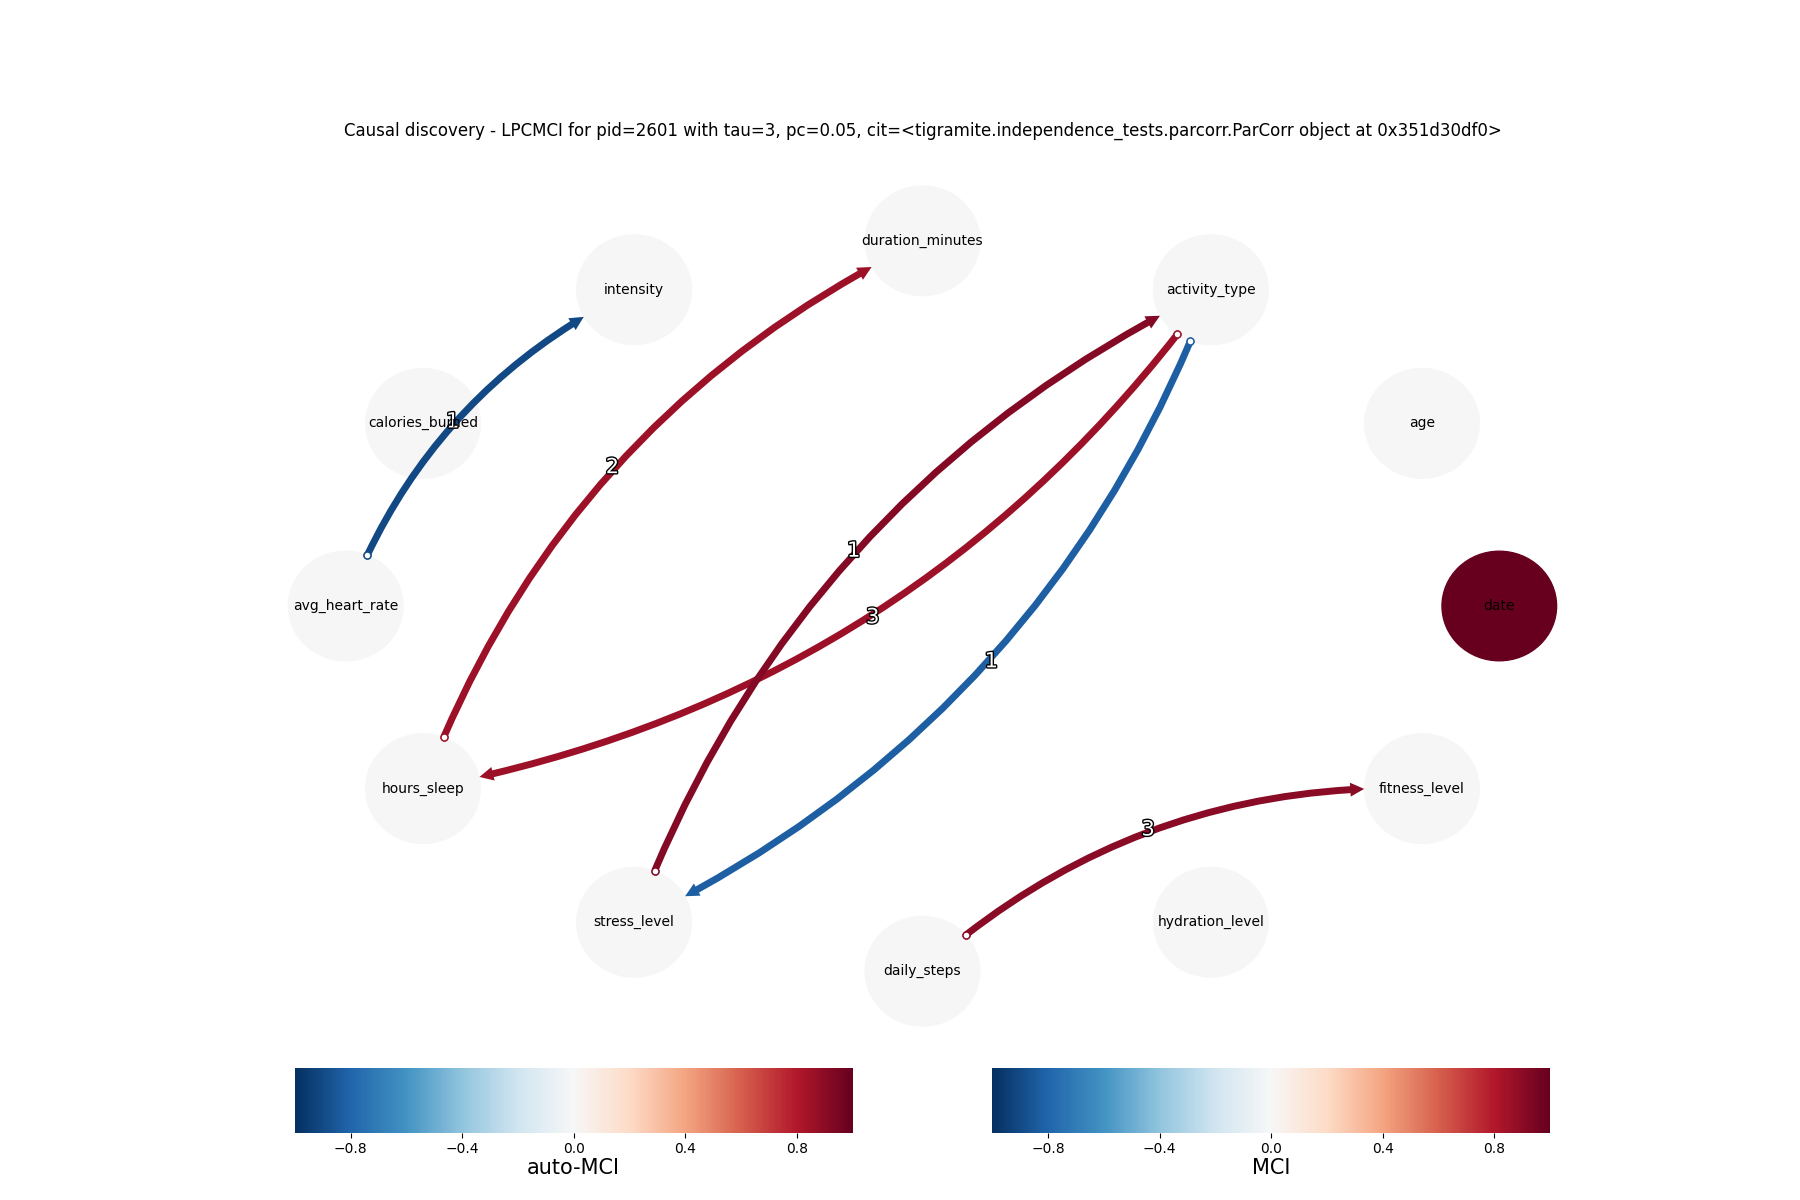 Causal discovery - LPCMCI for pid=2601 with tau=3, pc=0.05, cit=<tigramite.independence_tests.parcorr.ParCorr object at 0x351d30df0>
duration_minutes
intensity
activity_type
calories_burned
1
age
2
1
avg_heart_rate
date
3
1
hours_sleep
fitness_level
3
stress_level
hydration_level
daily_steps
−0.8 −0.4 0.0 0.4 0.8
auto-MCI
−0.8 −0.4 0.0 0.4 0.8
MCI